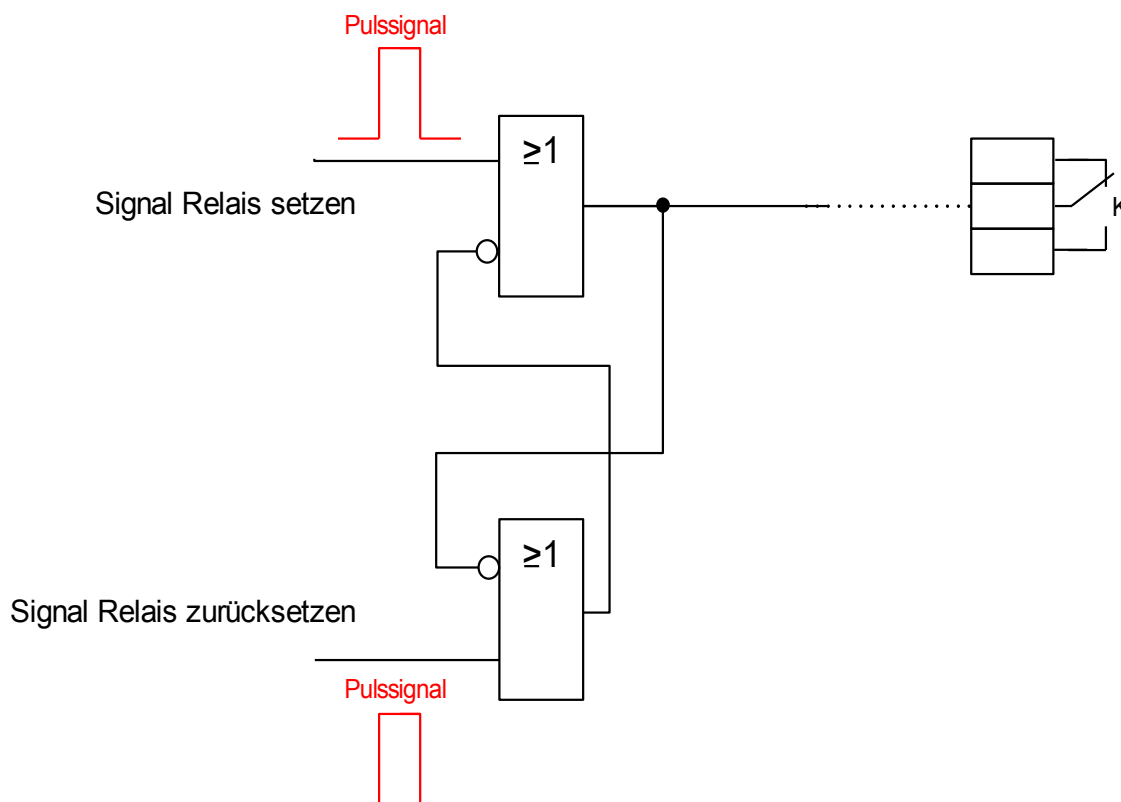 Pulssignal
≥1
Signal Relais setzen
K
≥1
Signal Relais zurücksetzen
Pulssignal